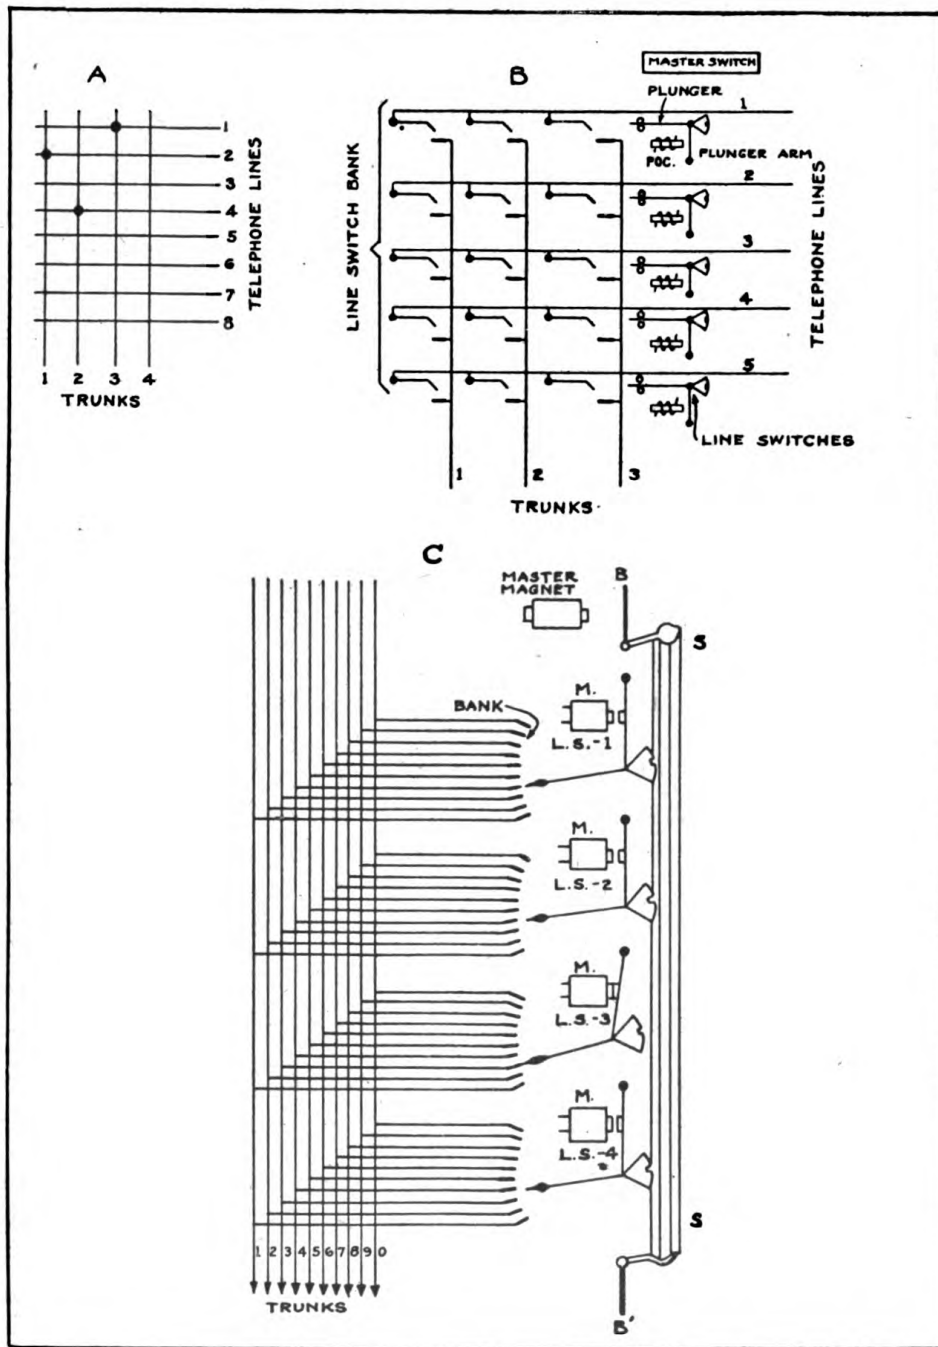 A
1
2
3
4
5
6
7
8
TELEPHONE LINES
1 2 3 4
TRUNKS
B
MASTER SWITCH
PLUNGER
1
POC.
PLUNGER ARM
2
3
4
5
LINE SWITCH BANK
TELEPHONE LINES
LINE SWITCHES
1 2 3
TRUNKS
C
MASTER
MAGNET
B
S
M.
BANK
L.S.-1
M.
L.S.-2
M.
L.S.-3
M.
L.S.-4
S
1 2 3 4 5 6 7 8 9 0
TRUNKS
B'